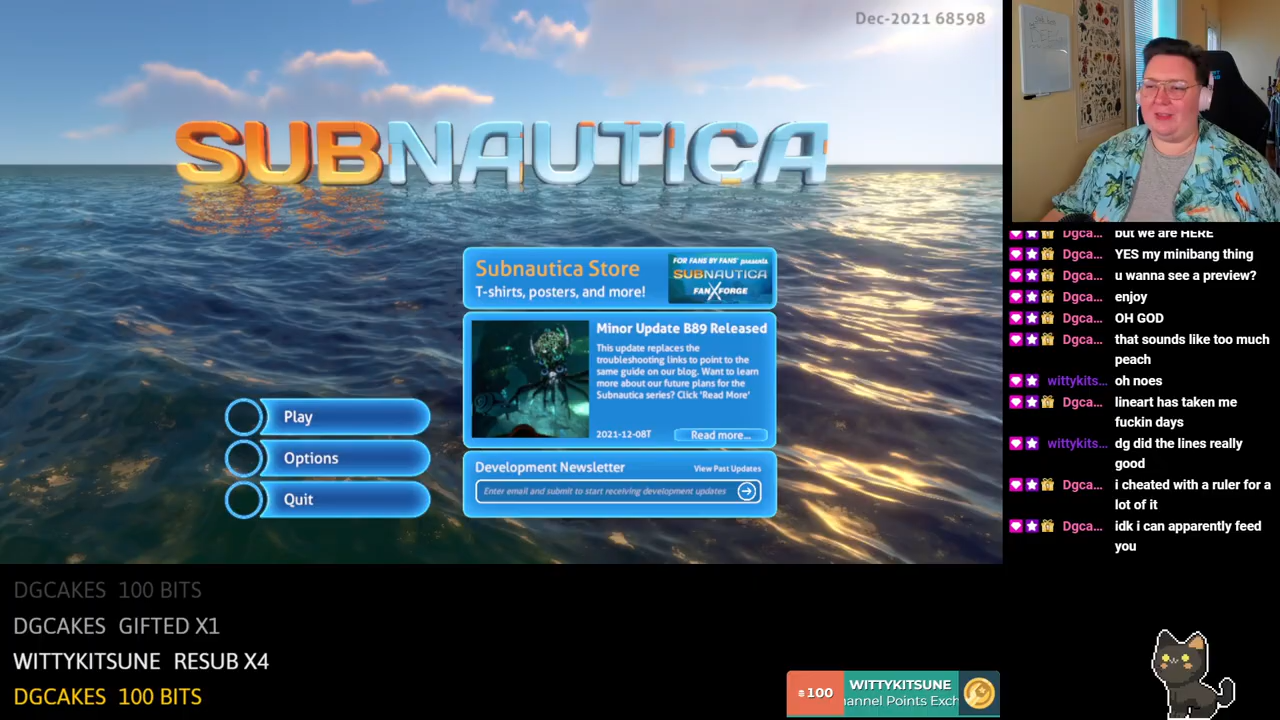 Dec-2021 68598
SUBNAUTICA
Subnautica Store
T-shirts, posters, and more!
FOR FANS BY FANS' presents
SUBNAUTICA
FAN FORGE
Minor Update B89 Released
This update replaces the
troubleshooting links to point to the
same guide on our blog. Want to learn
more about our future plans for the
Subnautica series? Click 'Read More'
2021-12-08T
Read more...
Development Newsletter
View Past Updates
Enter email and submit to start receiving development updates
Play
Options
Quit
Dgca... but we are HERE
Dgca... YES my minibang thing
Dgca... u wanna see a preview?
Dgca... enjoy
Dgca... OH GOD
Dgca... that sounds like too much
peach
wittykits... oh noes
Dgca... lineart has taken me
fuckin days
wittykits... dg did the lines really
good
Dgca... i cheated with a ruler for a
lot of it
Dgca... idk i can apparently feed
you
DGCAKES 100 BITS
DGCAKES GIFTED X1
WITTYKITSUNE RESUB X4
DGCAKES 100 BITS
100
WITTYKITSUNE
hannel Points Exch